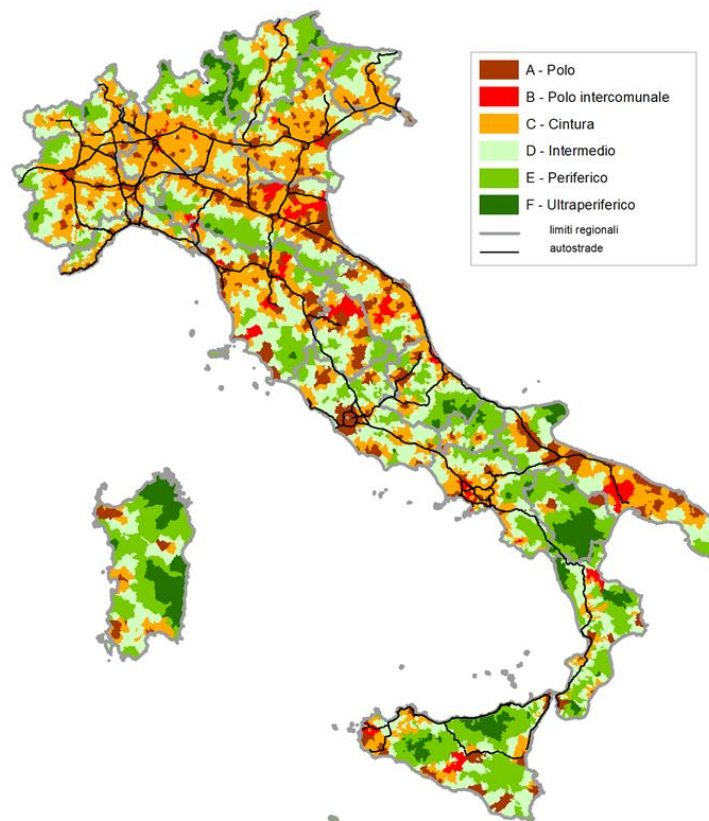 A - Polo
B - Polo intercomunale
C - Cintura
D - Intermedio
E - Periferico
F - Ultraperiferico
limiti regionali
autostrade